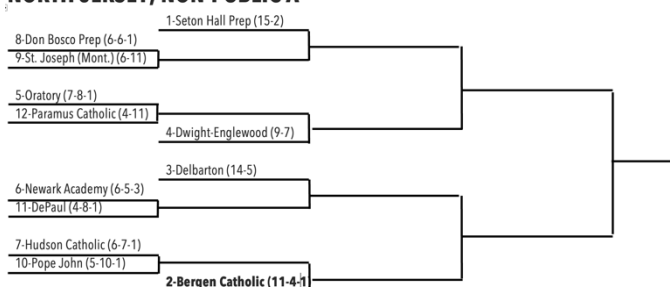 NORTH JERSEY, NON-PUBLIC A
1-Seton Hall Prep (15-2)
8-Don Bosco Prep (6-6-1)
9-St. Joseph (Mont.) (6-11)
5-Oratory (7-8-1)
12-Paramus Catholic (4-11)
4-Dwight-Englewood (9-7)
3-Delbarton (14-5)
6-Newark Academy (6-5-3)
11-DePaul (4-8-1)
7-Hudson Catholic (6-7-1)
10-Pope John (5-10-1)
2-Bergen Catholic (11-4-1)